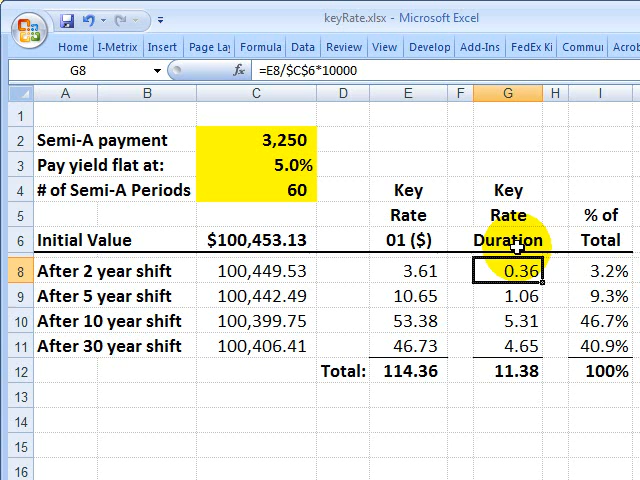 keyRate.xlsx - Microsoft Excel
Home I-Metrix Insert Page Lay Formula Data Review View Develop Add-Ins FedEx Ki Commu Acrob
G8 fx =E8/$C$6*10000
A B C D E F G H I
1
2 Semi-A payment 3,250
3 Pay yield flat at: 5.0%
4 # of Semi-A Periods 60 Key Key
5 Rate Rate % of
6 Initial Value $100,453.13 01 ($) Duration Total
8 After 2 year shift 100,449.53 3.61 0.36 3.2%
9 After 5 year shift 100,442.49 10.65 1.06 9.3%
10 After 10 year shift 100,399.75 53.38 5.31 46.7%
11 After 30 year shift 100,406.41 46.73 4.65 40.9%
12 Total: 114.36 11.38 100%
13
14
15
16